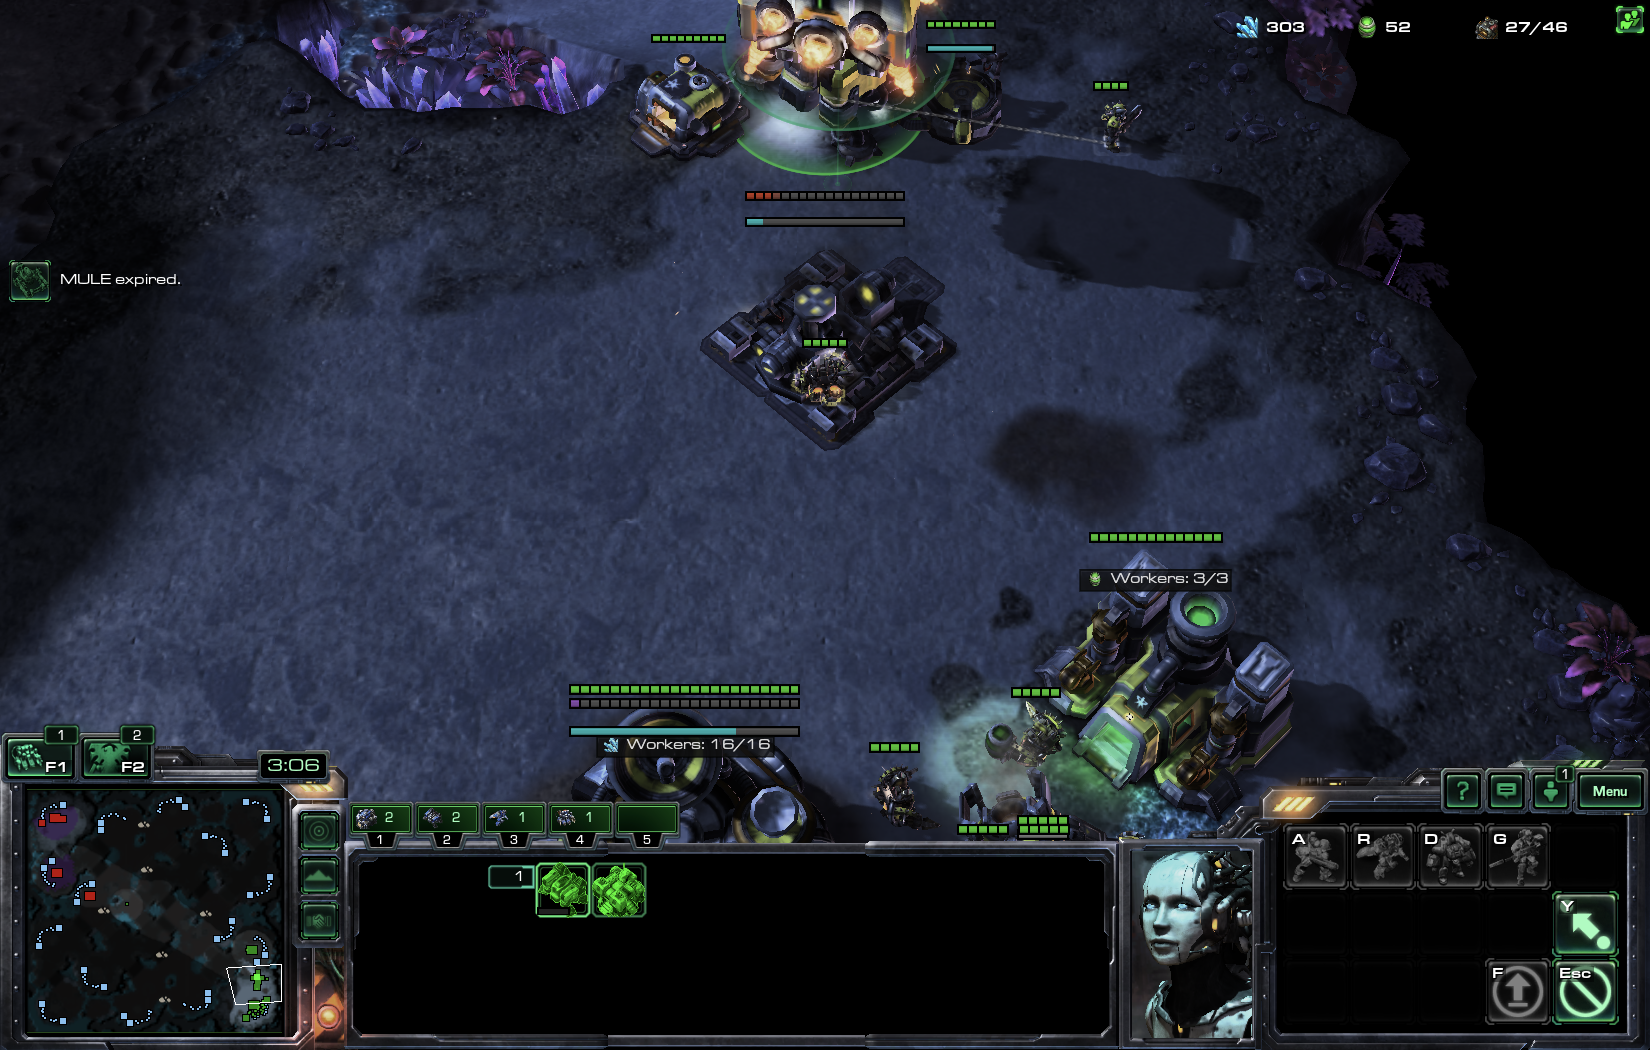 303 52 27/46
MULE expired.
Workers: 3/3
Workers: 16/16
1 2
F1 F2
3:06
1
? Menu
2 2 1 1
1 2 3 4 5
1
A R D G
Y
F Esc